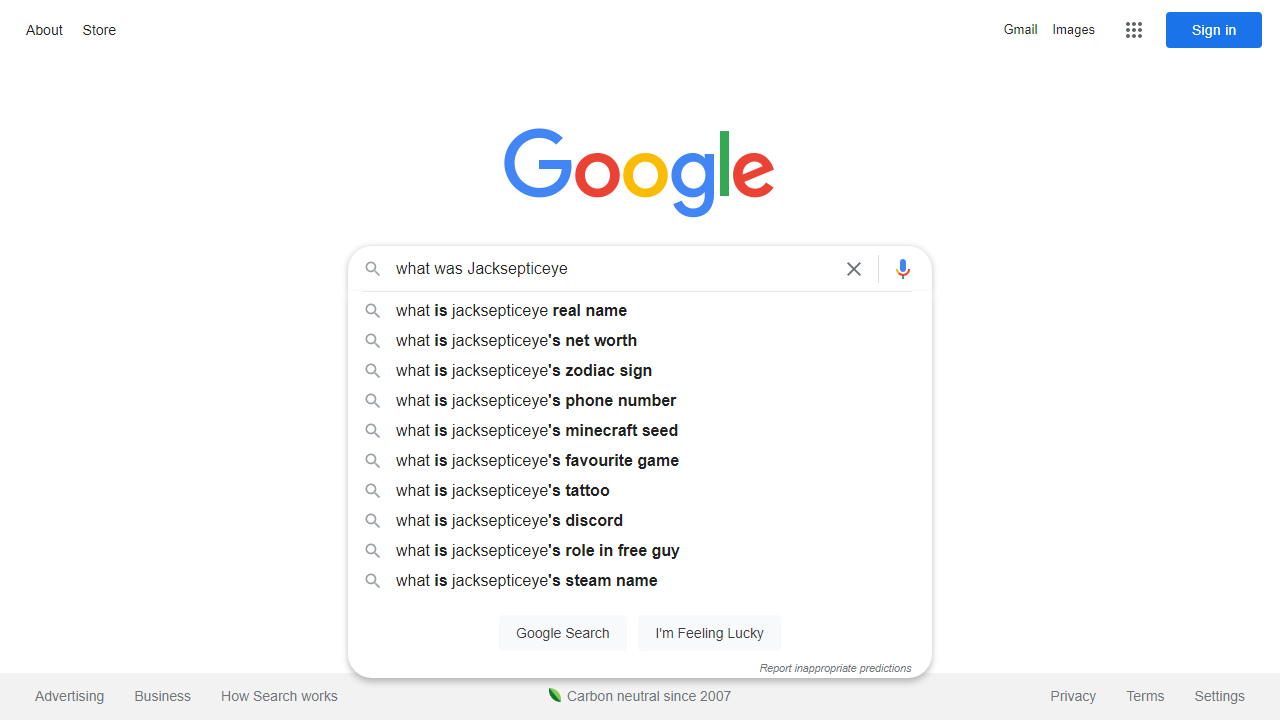 About Store Gmail Images Sign in
Google
what was Jacksepticeye
what is jacksepticeye real name
what is jacksepticeye's net worth
what is jacksepticeye's zodiac sign
what is jacksepticeye's phone number
what is jacksepticeye's minecraft seed
what is jacksepticeye's favourite game
what is jacksepticeye's tattoo
what is jacksepticeye's discord
what is jacksepticeye's role in free guy
what is jacksepticeye's steam name
Google Search I'm Feeling Lucky
Report inappropriate predictions
Advertising Business How Search works Carbon neutral since 2007 Privacy Terms Settings